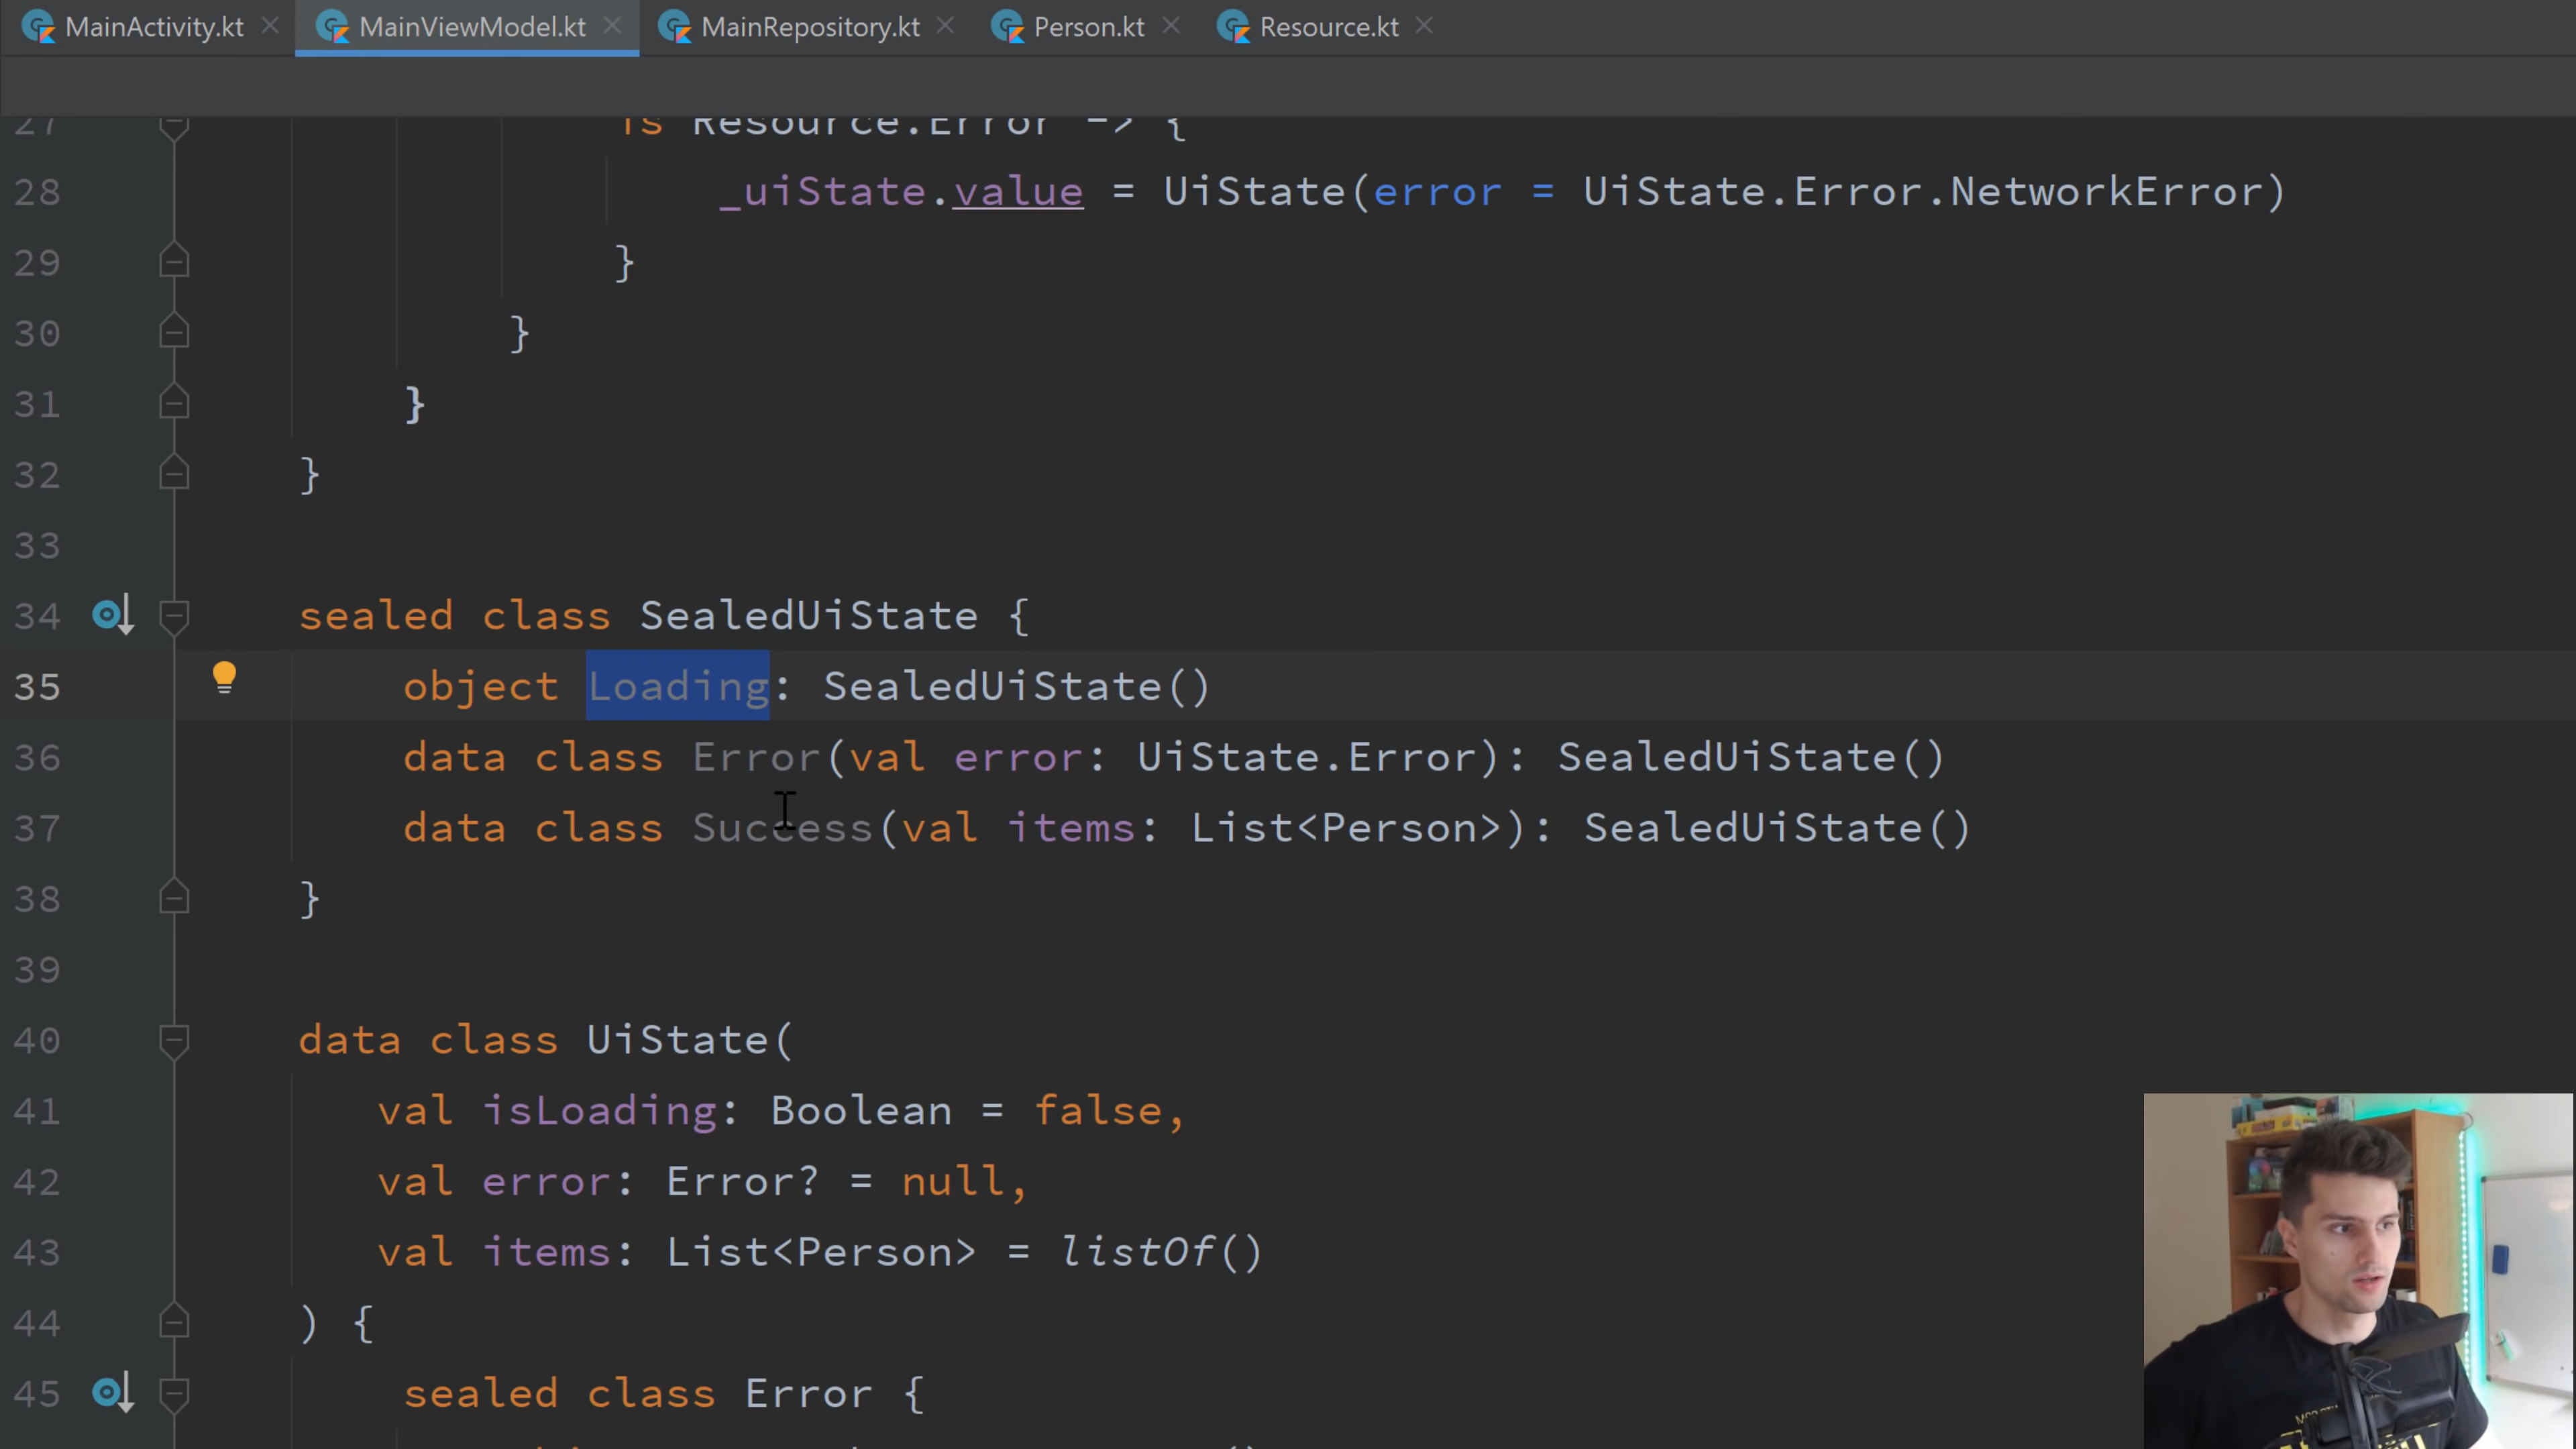 MainActivity.kt MainViewModel.kt MainRepository.kt Person.kt Resource.kt
27 is Resource.Error -> {
28 _uiState.value = UiState(error = UiState.Error.NetworkError)
29 }
30 }
31 }
32 }
33
34 sealed class SealedUiState {
35 object Loading: SealedUiState()
36 data class Error(val error: UiState.Error): SealedUiState()
37 data class Success(val items: List<Person>): SealedUiState()
38 }
39
40 data class UiState(
41 val isLoading: Boolean = false,
42 val error: Error? = null,
43 val items: List<Person> = listOf()
44 ) {
45 sealed class Error {